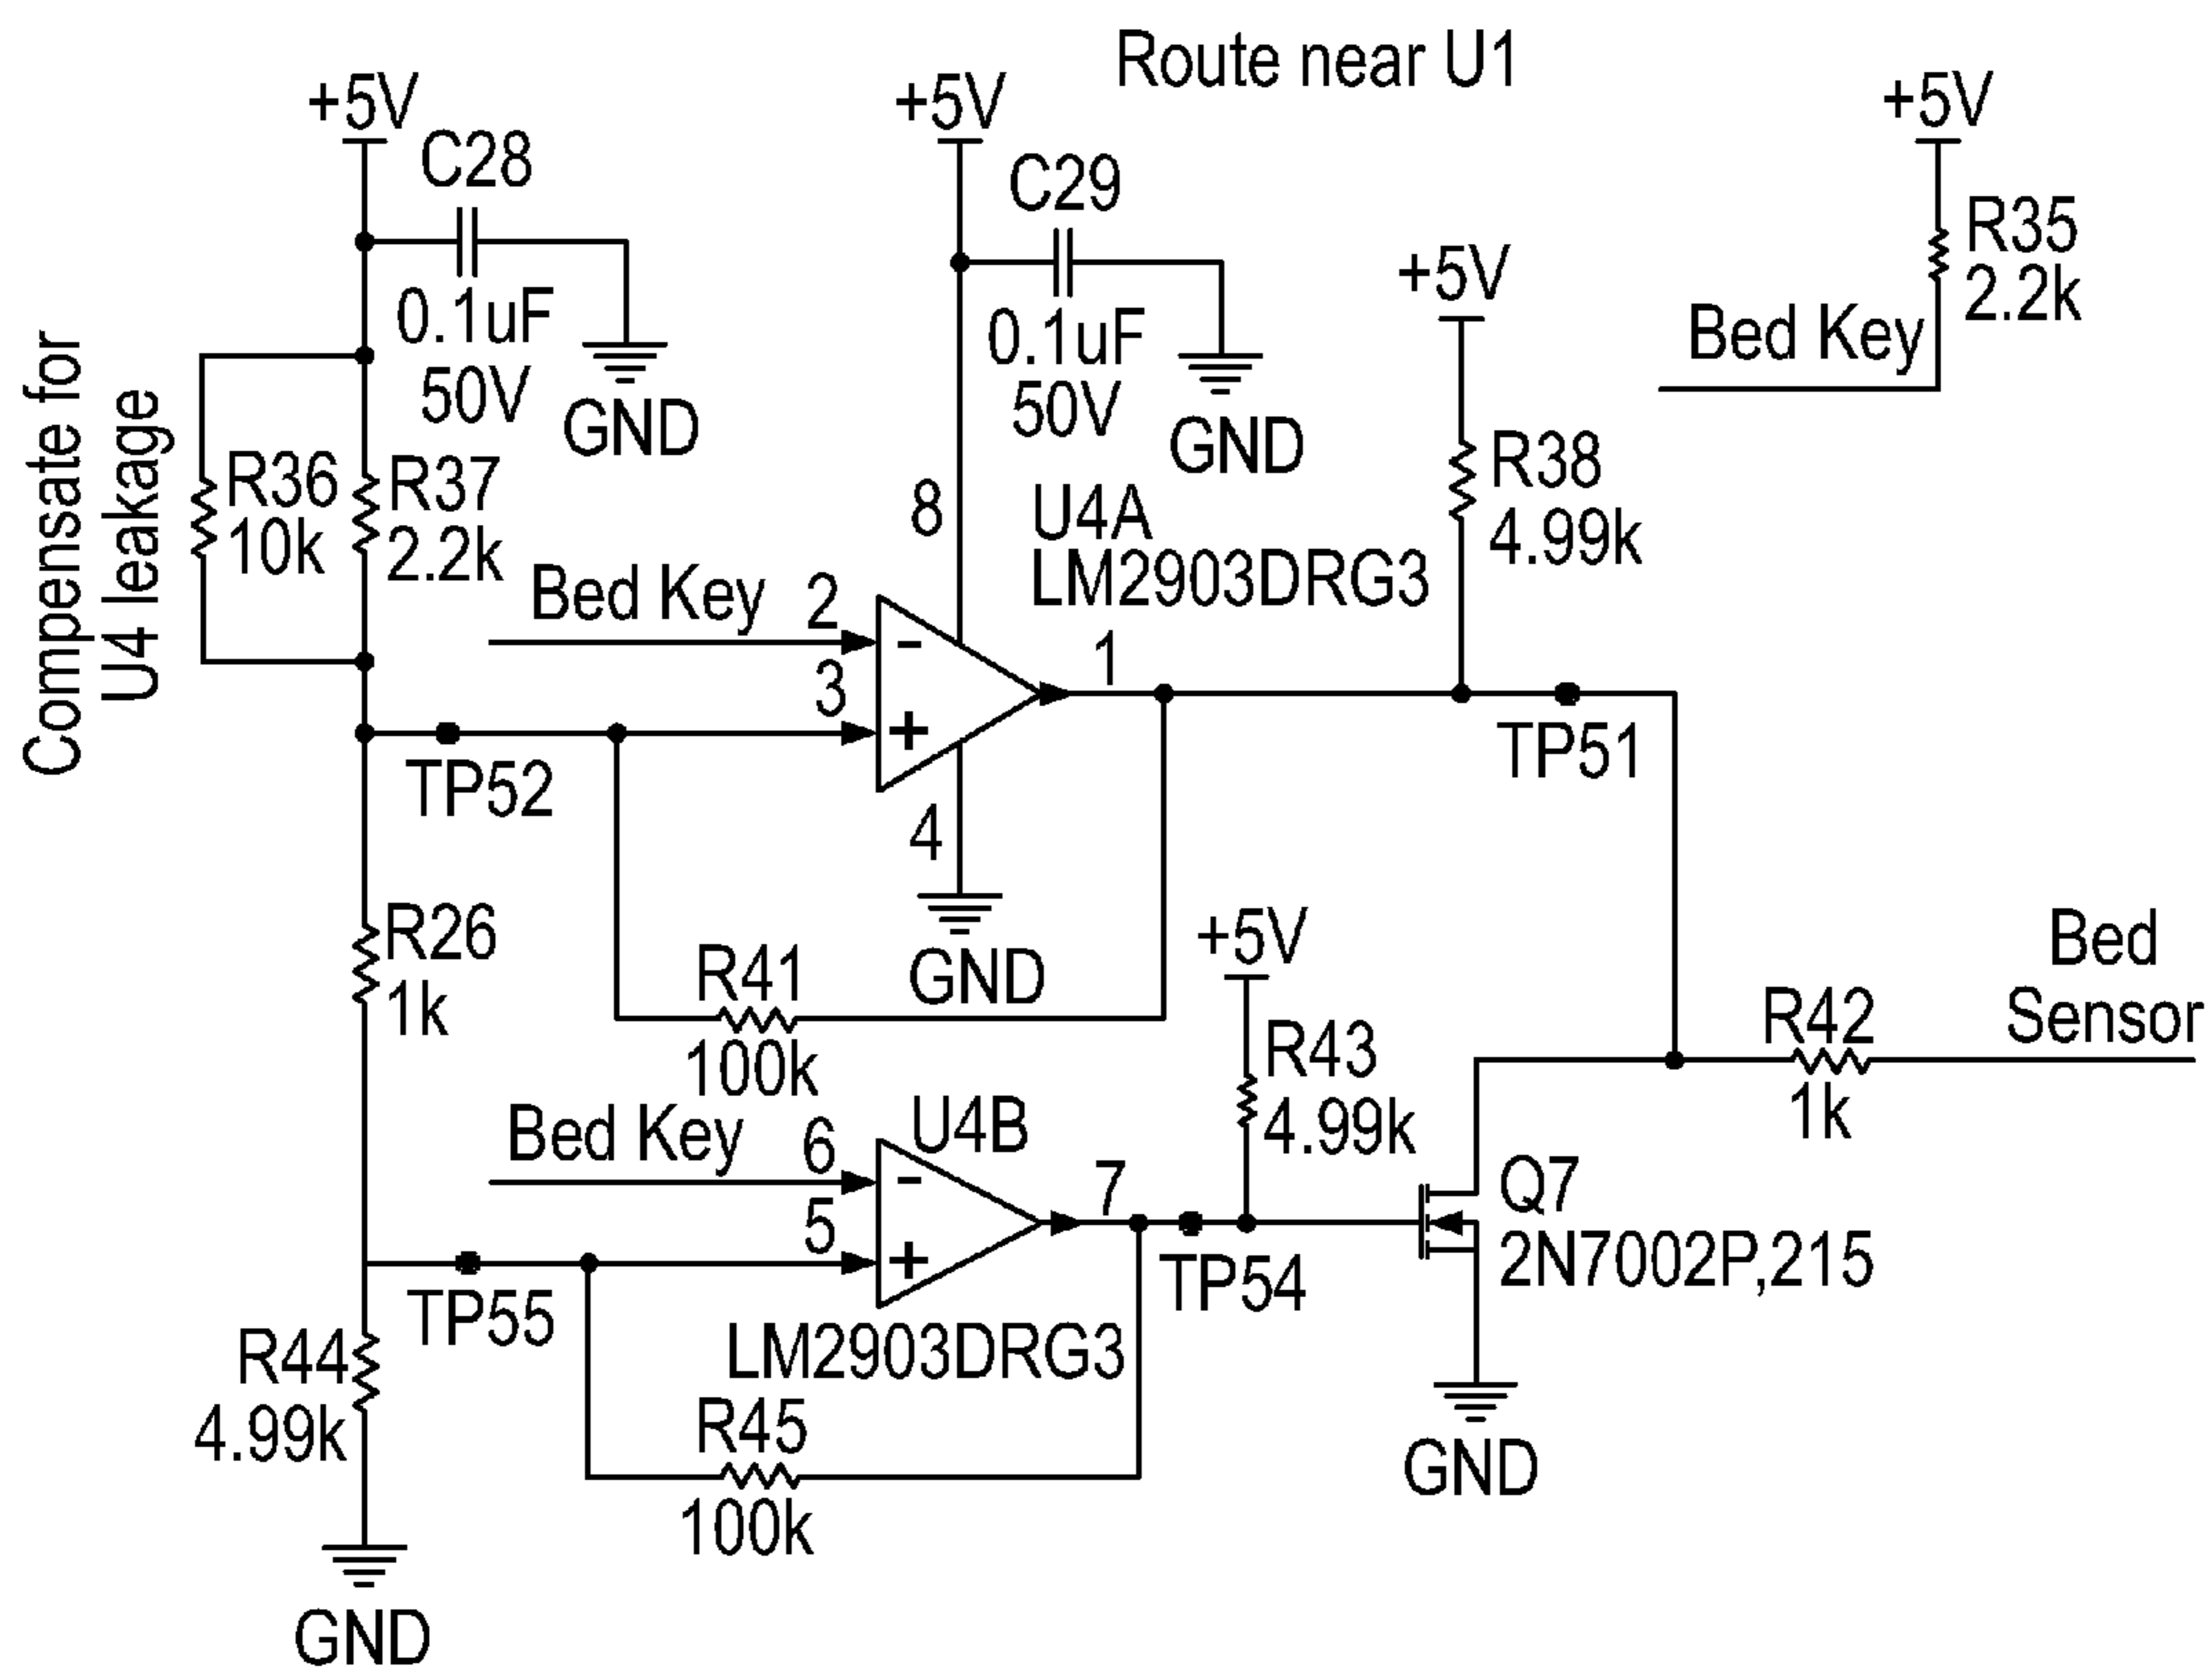 Route near U1
+5V
C28
0.1uF
50V
GND
+5V
C29
0.1uF
50V
GND
+5V
R35
2.2k
Bed Key
Compensate for
U4 leakage
R36
10k
R37
2.2k
+5V
R38
4.99k
8
U4A
LM2903DRG3
Bed Key
2
-
3
+
1
4
GND
TP52
TP51
R26
1k
R41
100k
+5V
R43
4.99k
Bed
Sensor
R42
1k
Bed Key
6
-
5
+
U4B
7
LM2903DRG3
TP55
TP54
Q7
2N7002P,215
GND
R44
4.99k
R45
100k
GND